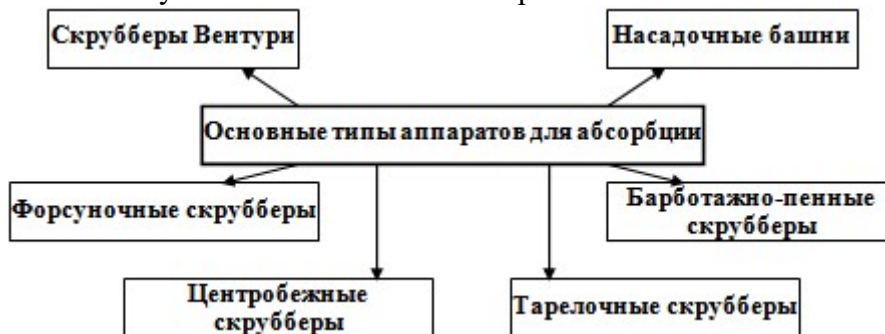 Скрубберы Вентури
Насадочные башни
Основные типы аппаратов для абсорбции
Форсуночные скрубберы
Барботажно-пенные
скрубберы
Центробежные
скрубберы
Тарелочные скрубберы